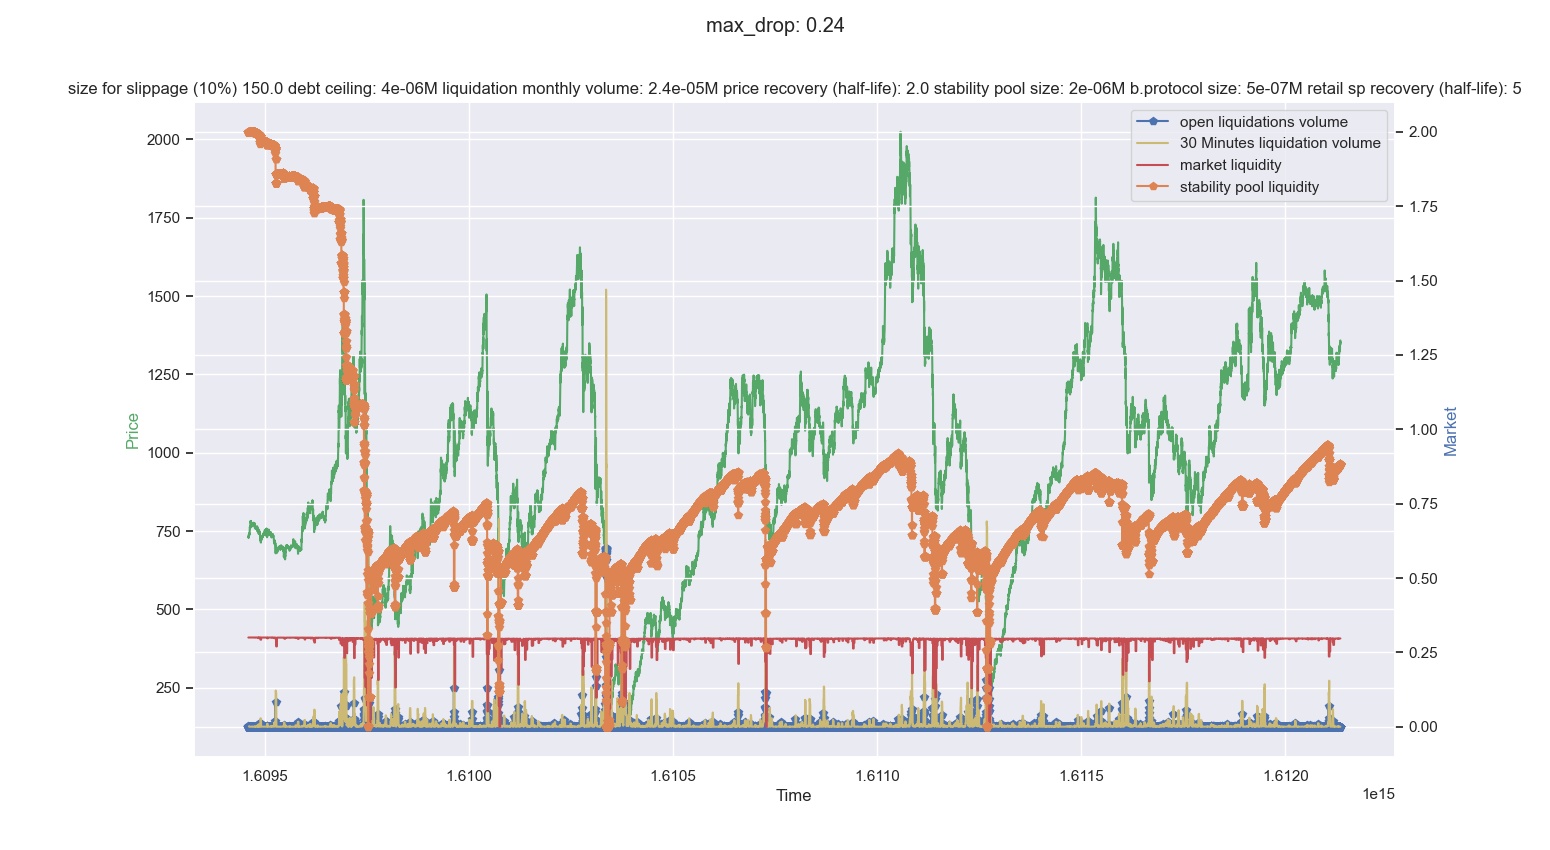 max_drop: 0.24
size for slippage (10%) 150.0 debt ceiling: 4e-06M liquidation monthly volume: 2.4e-05M price recovery (half-life): 2.0 stability pool size: 2e-06M b.protocol size: 5e-07M retail sp recovery (half-life): 5
open liquidations volume
30 Minutes liquidation volume
market liquidity
stability pool liquidity
2000
1750
1500
1250
1000
750
500
250
Price
2.00
1.75
1.50
1.25
1.00
0.75
0.50
0.25
0.00
Market
1.6095 1.6100 1.6105 1.6110 1.6115 1.6120
1e15
Time